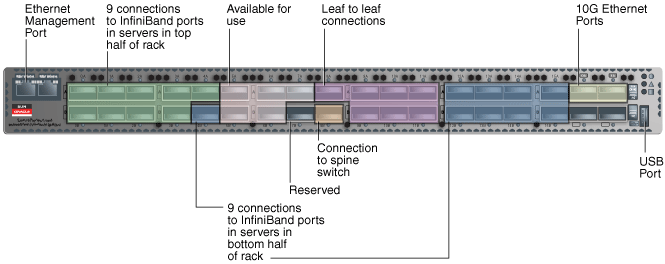 Ethernet
Management
Port
9 connections
to InfiniBand ports
in servers in top
half of rack
Available for
use
Leaf to leaf
connections
10G Ethernet
Ports
Connection
to spine
switch
Reserved
USB
Port
9 connections
to InfiniBand ports
in servers in
bottom half
of rack